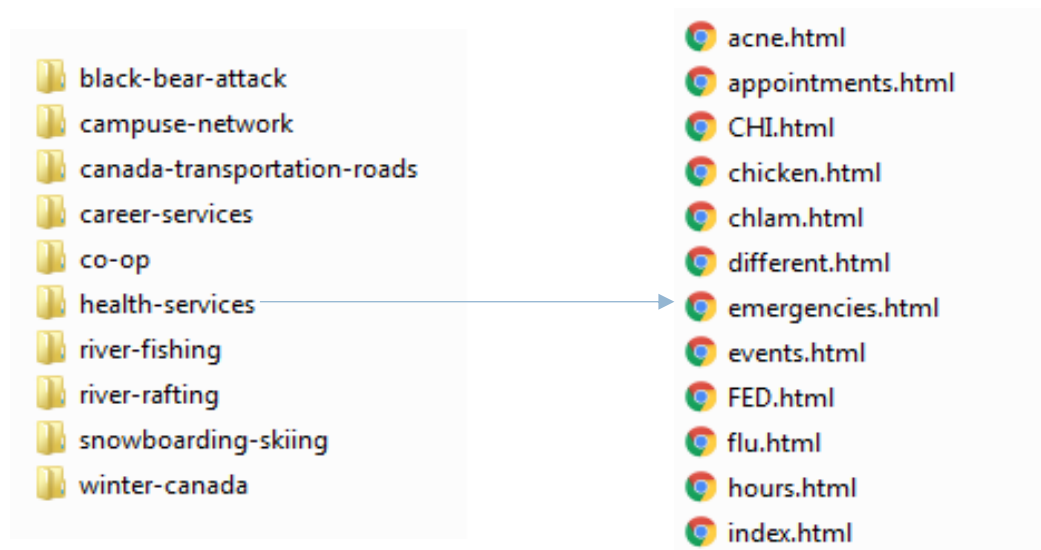 black-bear-attack
campuse-network
canada-transportation-roads
career-services
co-op
health-services
river-fishing
river-rafting
snowboarding-skiing
winter-canada
acne.html
appointments.html
CHI.html
chicken.html
chlam.html
different.html
emergencies.html
events.html
FED.html
flu.html
hours.html
index.html